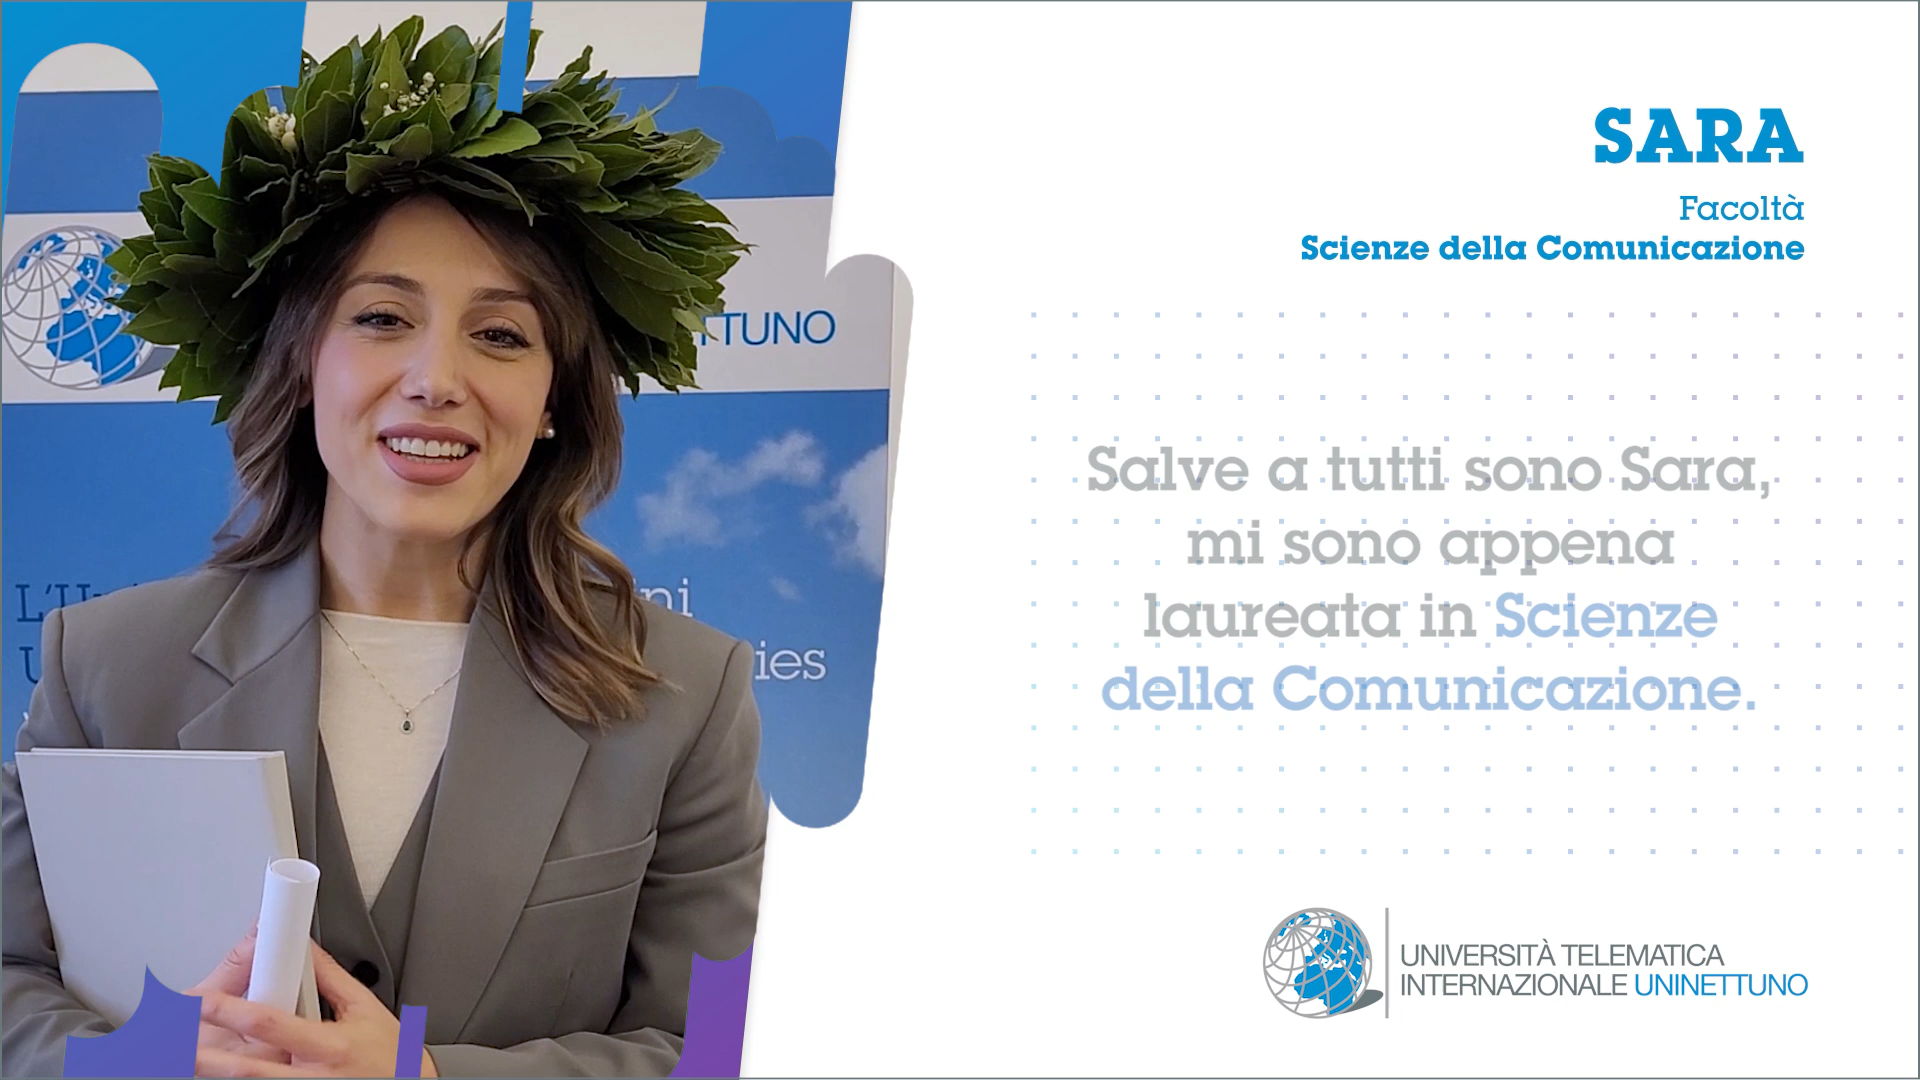 SARA
Facoltà
Scienze della Comunicazione
Salve a tutti sono Sara,
mi sono appena
laureata in Scienze
della Comunicazione.
UNIVERSITÀ TELEMATICA
INTERNAZIONALE UNINETTUNO
TTUNO
ni
ies